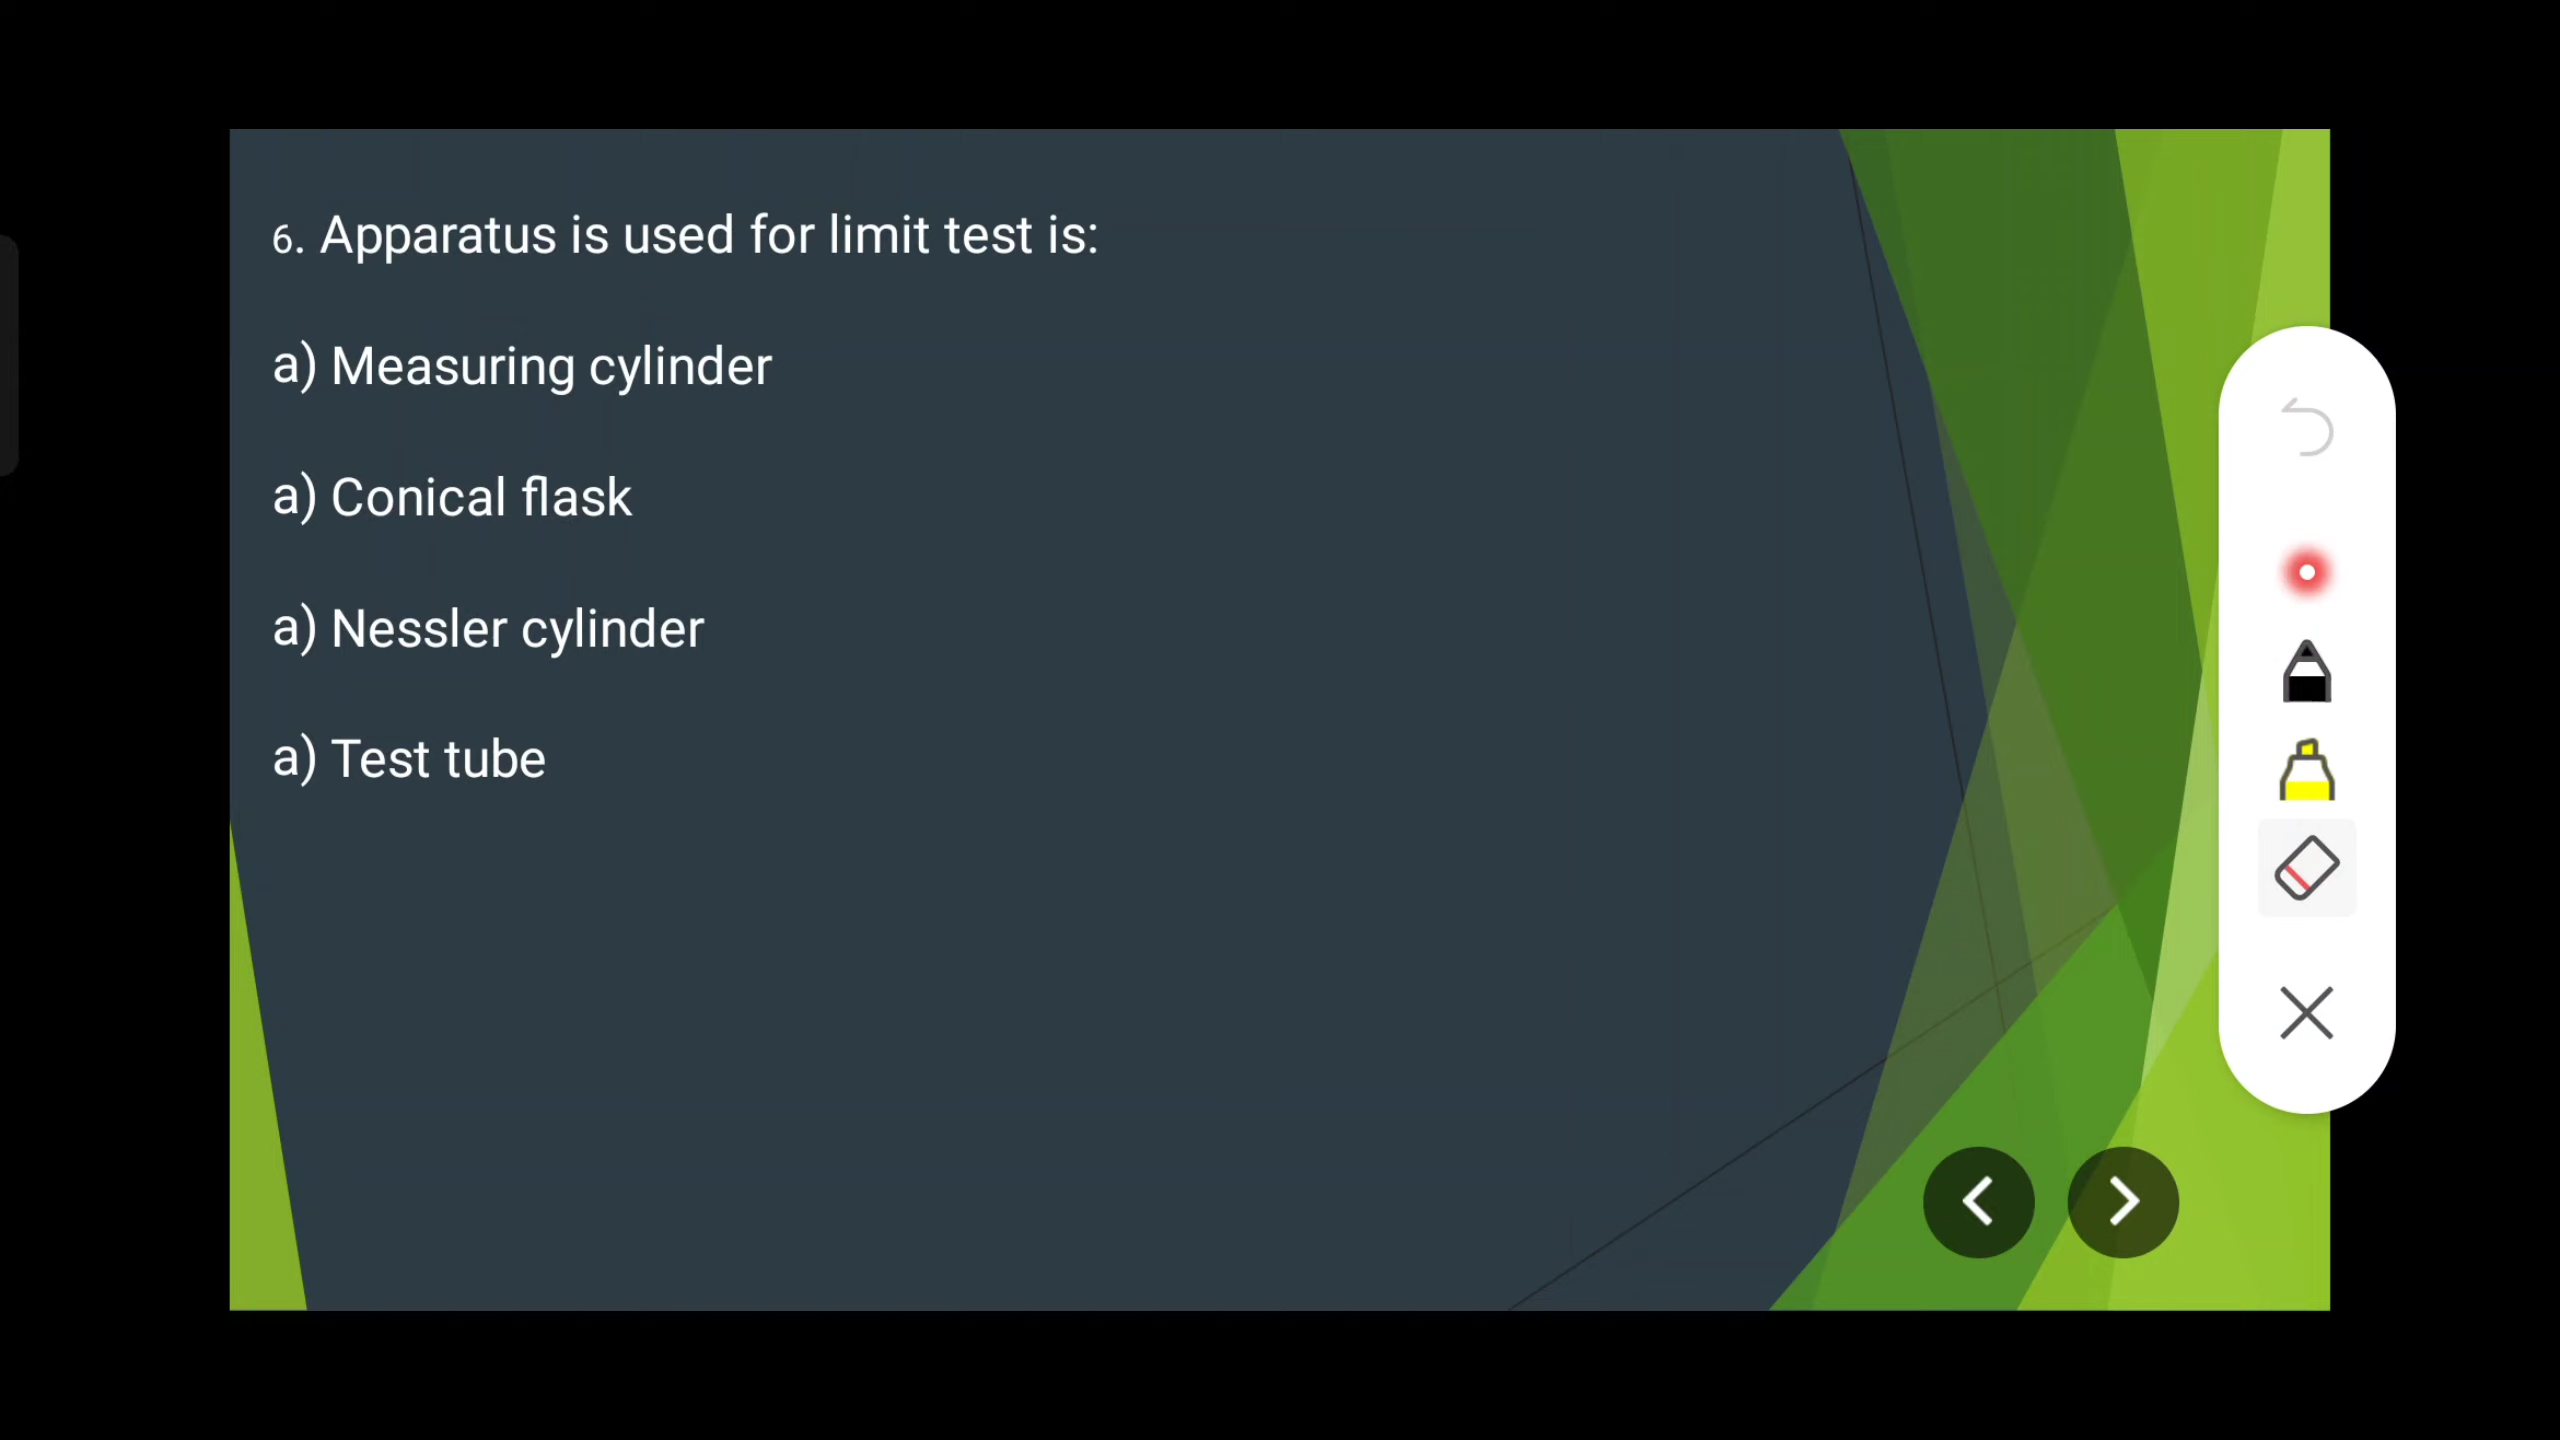 6. Apparatus is used for limit test is:
a) Measuring cylinder
a) Conical flask
a) Nessler cylinder
a) Test tube